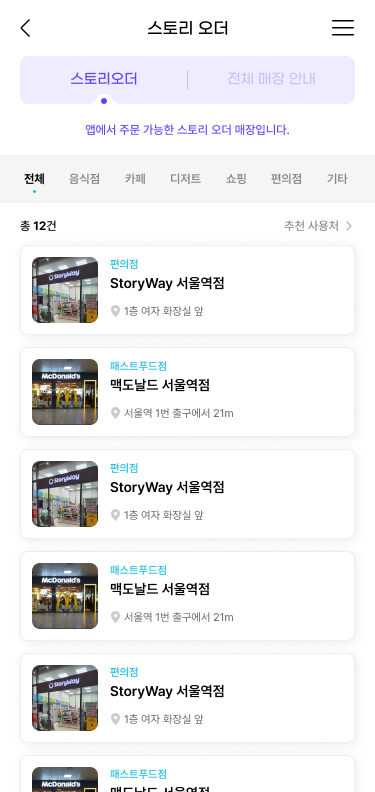 스토리 오더
스토리오더
전체 매장 안내
앱에서 주문 가능한 스토리 오더 매장입니다.
전체 음식점 카페 디저트 쇼핑 편의점 기타
총 12건
추천 사용처
StoryWay
편의점
StoryWay 서울역점
1층 여자 화장실 앞
McDonald's
패스트푸드점
맥도날드 서울역점
서울역 1번 출구에서 21m
StoryWay
편의점
StoryWay 서울역점
1층 여자 화장실 앞
McDonald's
패스트푸드점
맥도날드 서울역점
서울역 1번 출구에서 21m
StoryWay
편의점
StoryWay 서울역점
1층 여자 화장실 앞
McDonald's
패스트푸드점
맥도날드 서울역점